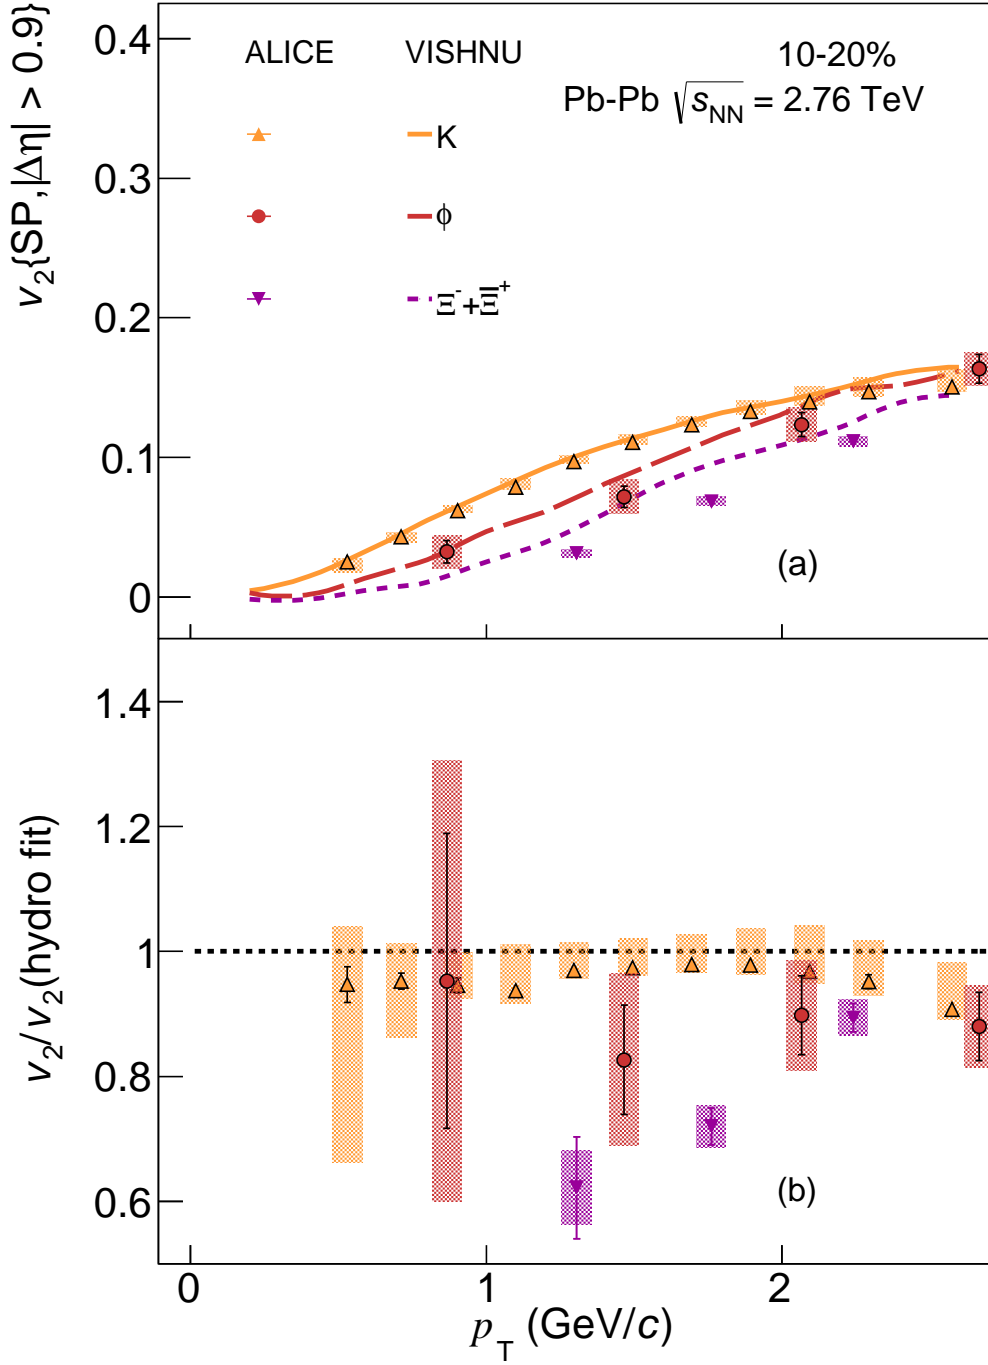 v₂{SP,|Δη| > 0.9}
0.4
0.3
0.2
0.1
0
ALICE VISHNU
10-20%
Pb-Pb √sNN = 2.76 TeV
K
ϕ
Ξ⁻+Ξ̅⁺
(a)
v₂/v₂(hydro fit)
1.4
1.2
1
0.8
0.6
(b)
0 1 2
pT (GeV/c)